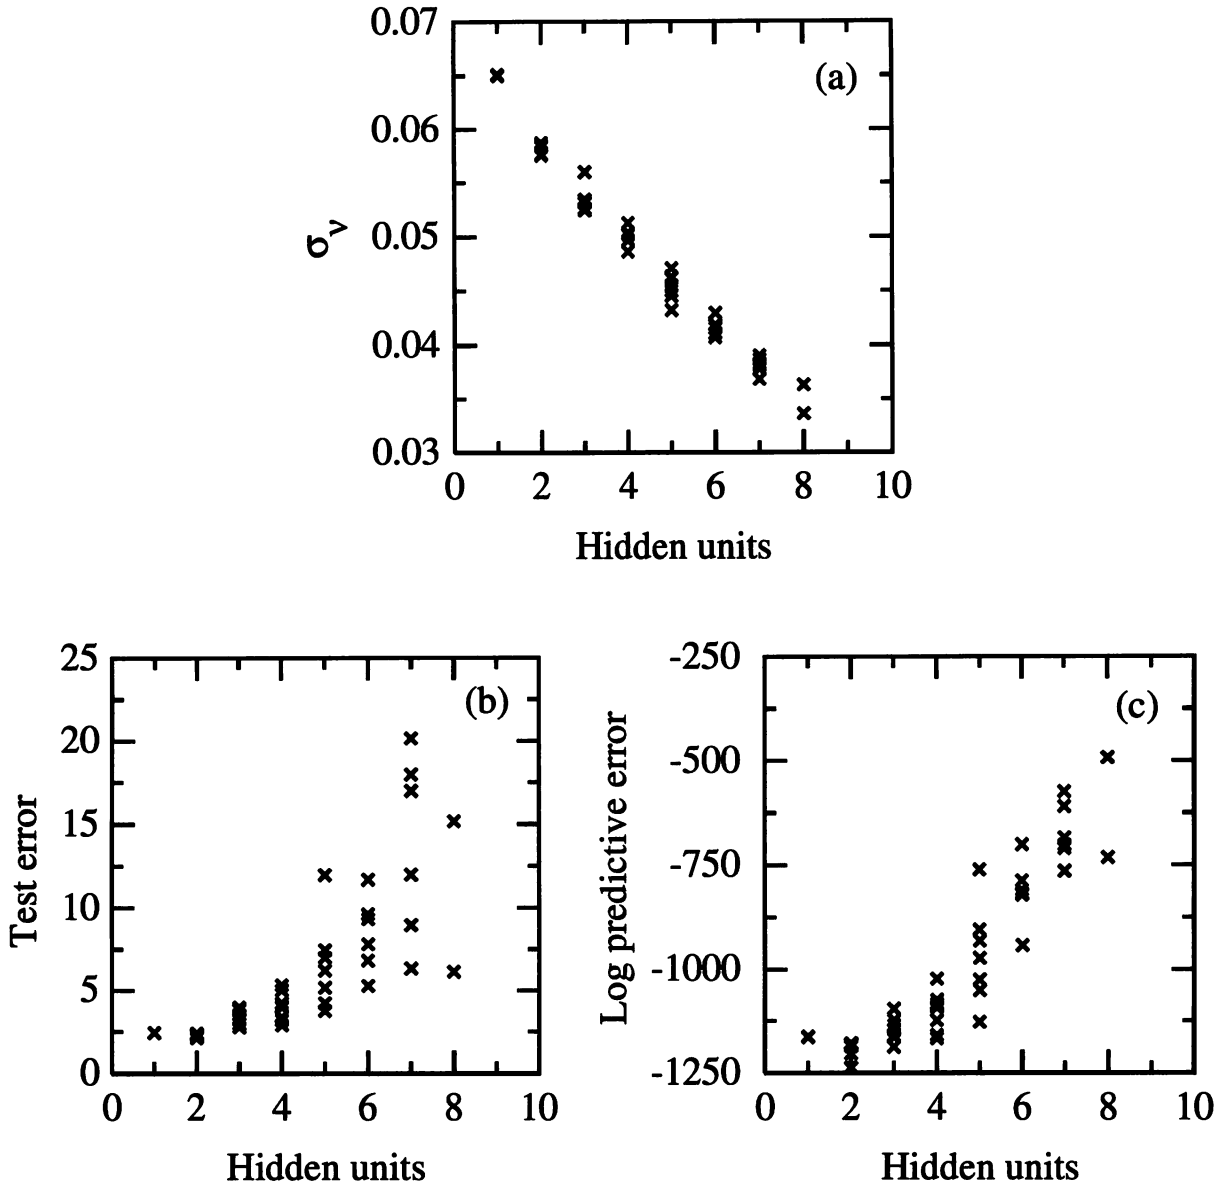 0.07
(a)
0.06
0.05
σν
0.04
0.03
0 2 4 6 8 10
Hidden units
25
(b)
20
15
Test error
10
5
0
0 2 4 6 8 10
Hidden units
-250
(c)
-500
Log predictive error
-750
-1000
-1250
0 2 4 6 8 10
Hidden units